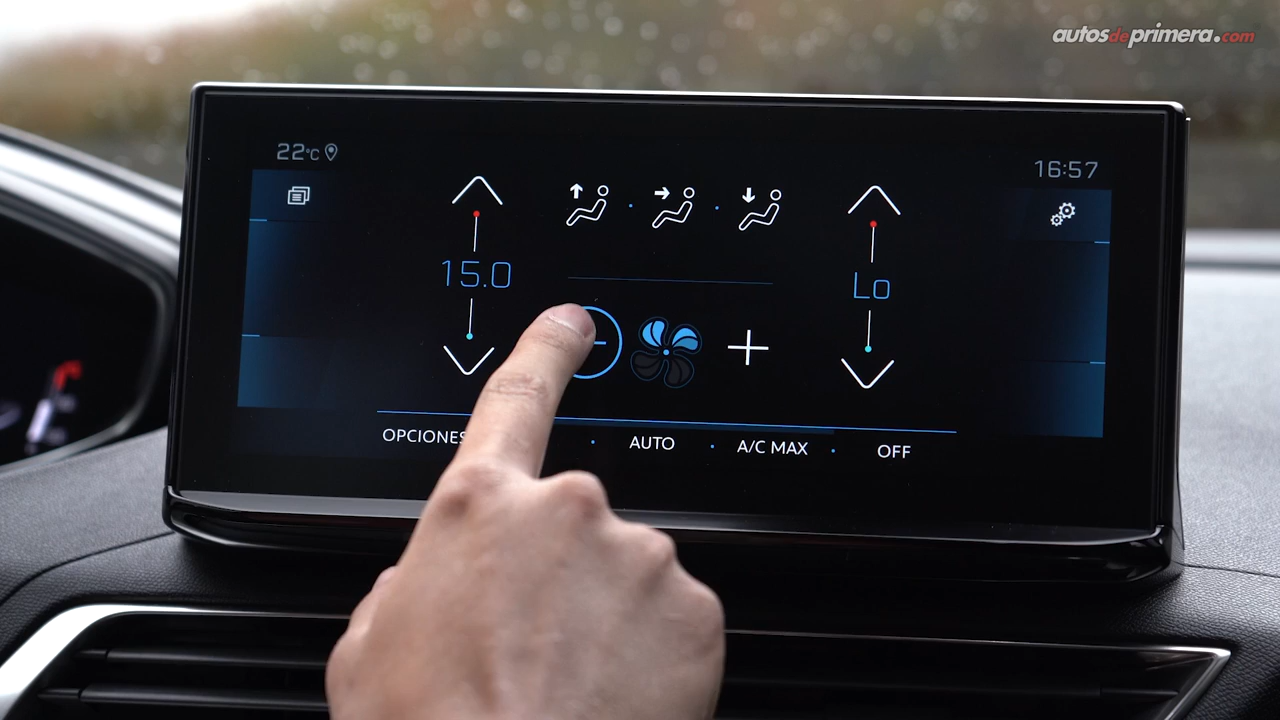 autosdeprimera.com
22°C
16:57
15.0
Lo
OPCIONES
AUTO
A/C MAX
OFF